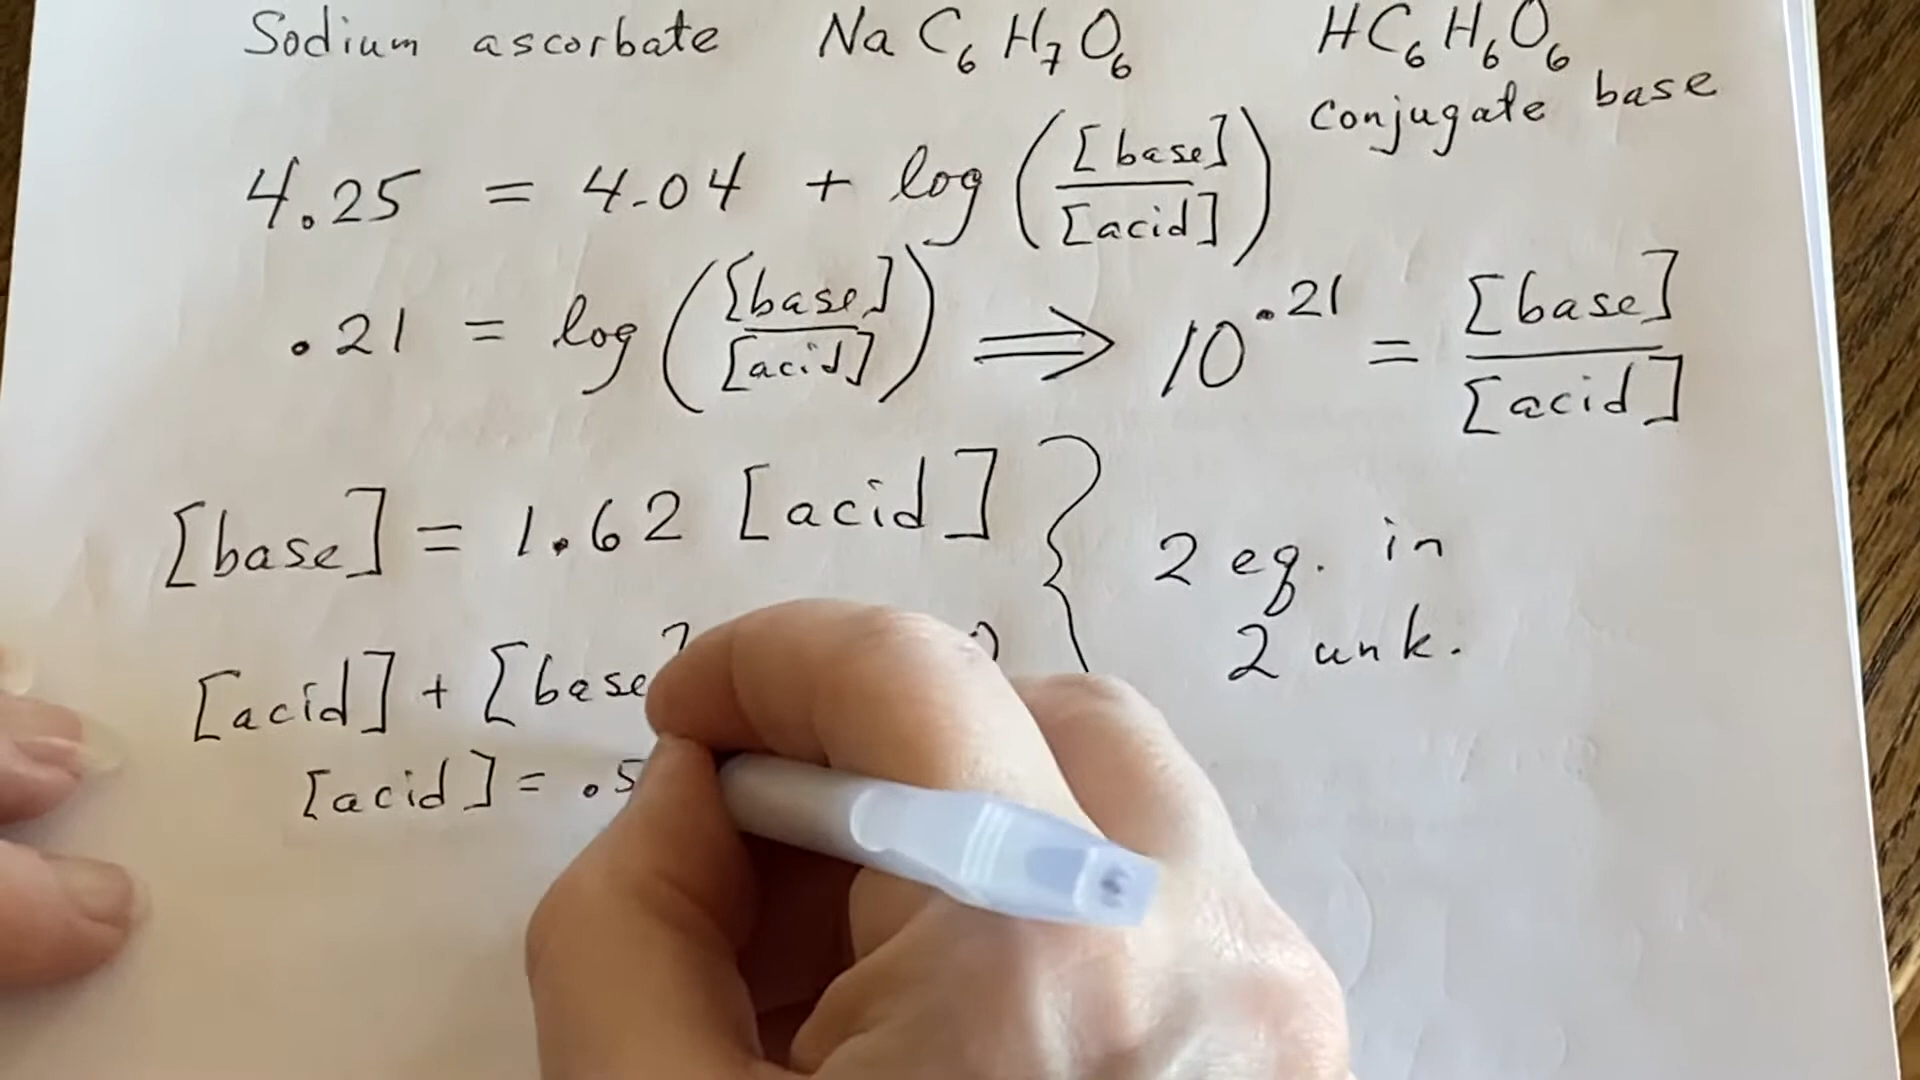 Sodium ascorbate NaC₆H₇O₆ HC₆H₆O₆
conjugate base
4.25 = 4.04 + log([base]/[acid])
.21 = log([base]/[acid]) ⟹ 10^.21 = [base]/[acid]
[base] = 1.62 [acid] } 2 eq. in
2 unk.
[acid] + [base]
[acid] = .5